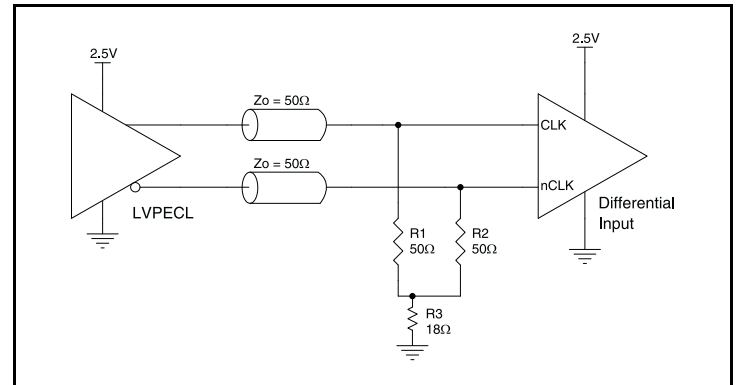 2.5V
2.5V
Zo = 50Ω
CLK
Zo = 50Ω
nCLK
LVPECL
Differential
Input
R1
50Ω
R2
50Ω
R3
18Ω